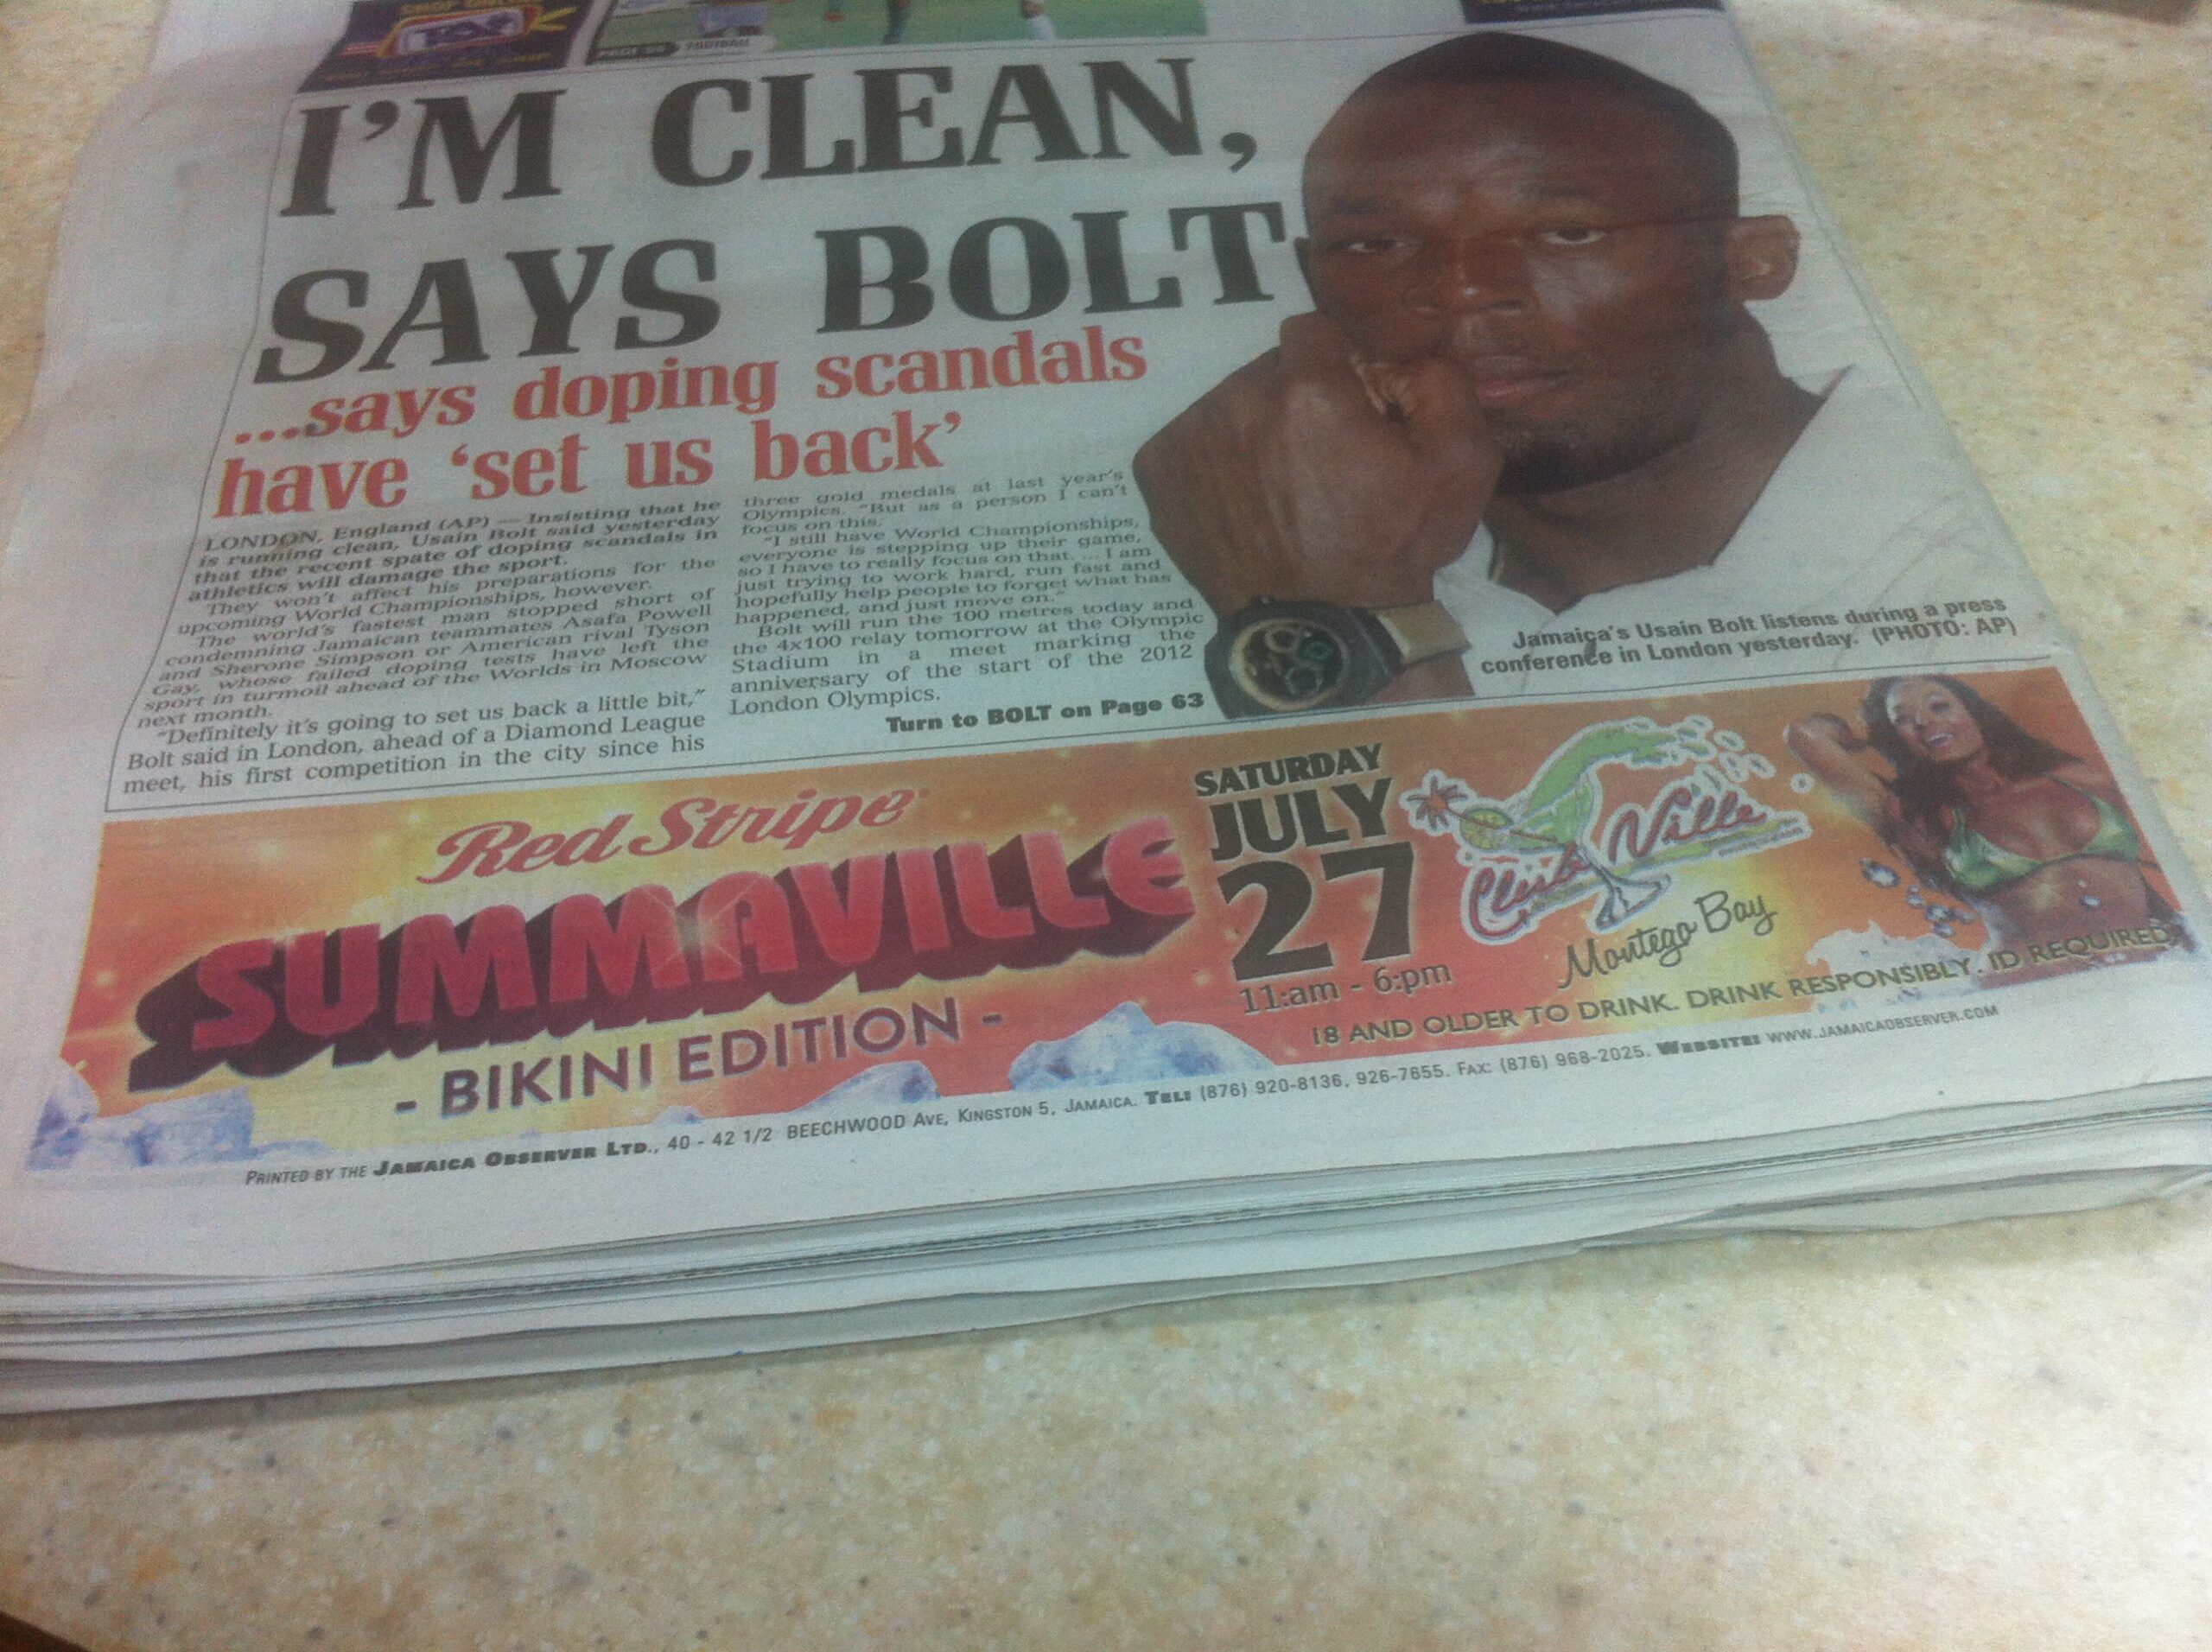 PAGE 54 FOOTBALL
I'M CLEAN,
SAYS BOLT
...says doping scandals
have 'set us back'
LONDON, England (AP) — Insisting that he
is running clean, Usain Bolt said yesterday
that the recent spate of doping scandals in
athletics will damage the sport.
They won't affect his preparations for the
upcoming World Championships, however.
The world's fastest man stopped short of
condemning Jamaican teammates Asafa Powell
and Sherone Simpson or American rival Tyson
Gay, whose failed doping tests have left the
sport in turmoil ahead of the Worlds in Moscow
next month.
"Definitely it's going to set us back a little bit,"
Bolt said in London, ahead of a Diamond League
meet, his first competition in the city since his
three gold medals at last year's
Olympics. "But as a person I can't
focus on this.
"I still have World Championships,
everyone is stepping up their game,
so I have to really focus on that. ... I am
just trying to work hard, run fast and
hopefully help people to forget what has
happened, and just move on."
Bolt will run the 100 metres today and
the 4x100 relay tomorrow at the Olympic
Stadium in a meet marking the
anniversary of the start of the 2012
London Olympics.
Turn to BOLT on Page 63
Jamaica's Usain Bolt listens during a press
conference in London yesterday. (PHOTO: AP)
Red Stripe
SUMMAVILLE
- BIKINI EDITION -
SATURDAY
JULY
27
11:am - 6:pm
Club Ville
Montego Bay
18 AND OLDER TO DRINK. DRINK RESPONSIBLY. ID REQUIRED.
PRINTED BY THE JAMAICA OBSERVER LTD., 40 - 42 1/2 BEECHWOOD AVE, KINGSTON 5, JAMAICA. TEL: (876) 920-8136, 926-7655. FAX: (876) 968-2025. WEBSITE: WWW.JAMAICAOBSERVER.COM